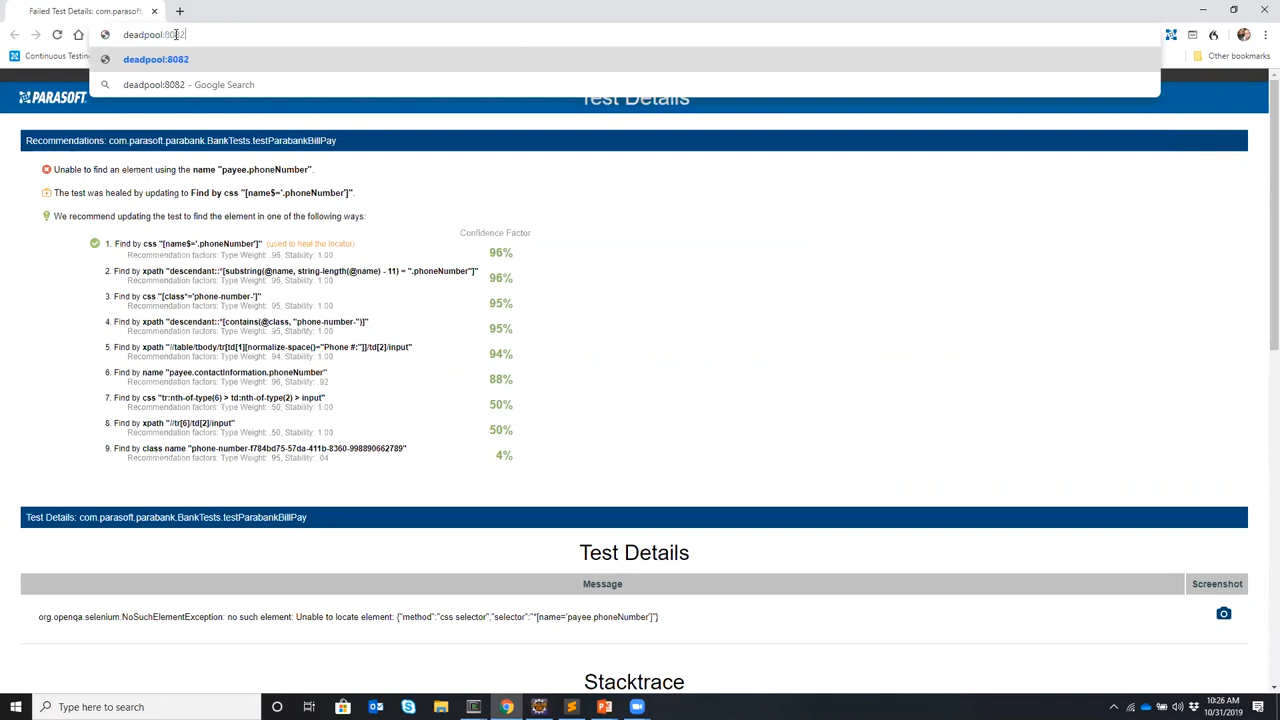 Failed Test Details: com.parasoft.
deadpool:8082
deadpool:8082
deadpool:8082 - Google Search
Continuous Testing
Other bookmarks
PARASOFT
Test Details
Recommendations: com.parasoft.parabank.BankTests.testParabankBillPay
Unable to find an element using the name "payee.phoneNumber".
The test was healed by updating to Find by css "[name$='.phoneNumber']".
We recommend updating the test to find the element in one of the following ways:
Confidence Factor
1. Find by css "[name$='.phoneNumber']" (used to heal the locator)
Recommendation factors: Type Weight: .96, Stability: 1.00
96%
2. Find by xpath "descendant::*[substring(@name, string-length(@name) - 11) = ".phoneNumber"]"
Recommendation factors: Type Weight: .96, Stability: 1.00
96%
3. Find by css "[class*='phone-number-']"
Recommendation factors: Type Weight: .95, Stability: 1.00
95%
4. Find by xpath "descendant::*[contains(@class, "phone-number-")]"
Recommendation factors: Type Weight: .95, Stability: 1.00
95%
5. Find by xpath "//table/tbody/tr[td[1][normalize-space()="Phone #:"]]/td[2]/input"
Recommendation factors: Type Weight: .94, Stability: 1.00
94%
6. Find by name "payee.contactInformation.phoneNumber"
Recommendation factors: Type Weight: .96, Stability: .92
88%
7. Find by css "tr:nth-of-type(6) > td:nth-of-type(2) > input"
Recommendation factors: Type Weight: .50, Stability: 1.00
50%
8. Find by xpath "//tr[6]/td[2]/input"
Recommendation factors: Type Weight: .50, Stability: 1.00
50%
9. Find by class name "phone-number-f784bd75-57da-411b-8360-998890662789"
Recommendation factors: Type Weight: .95, Stability: .04
4%
Test Details: com.parasoft.parabank.BankTests.testParabankBillPay
Test Details
Message
Screenshot
org.openqa.selenium.NoSuchElementException: no such element: Unable to locate element: {"method":"css selector","selector":"*[name='payee.phoneNumber']"}
Stacktrace
Type here to search
10:26 AM
10/31/2019